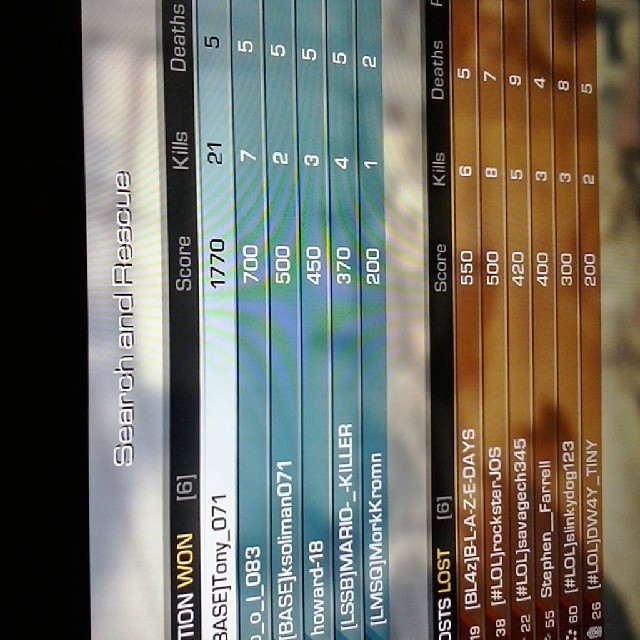 Search and Rescue
TION WON [6] Score Kills Deaths
BASE]Tony_071 1770 21 5
o_o_l_083 700 7 5
[BASE]ksoliman071 500 2 5
howard-18 450 3 5
[LSSB]MARIO-_-KILLER 370 4 5
[LMSG]MorkKromn 200 1 2
OSTS LOST [6] Score Kills Deaths
19 [BL4z]B-L-A-Z-E-DAYS 550 6 5
38 [#LOL]rocksterJOS 500 8 7
22 [#LOL]savagech345 420 5 9
55 Stephen__Farrell 400 3 4
60 [#LOL]slinkydog123 300 3 8
26 [#LOL]DW4Y_TINY 200 2 5